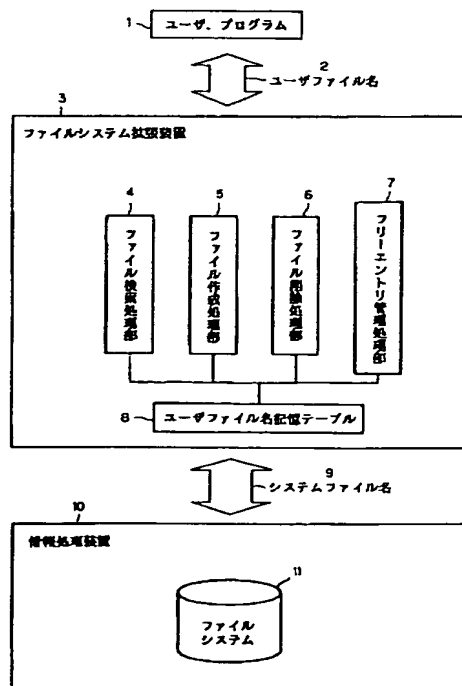 1
ユーザ、プログラム
2
ユーザファイル名
3
ファイルシステム拡張装置
4
ファイル検索処理部
5
ファイル作成処理部
6
ファイル削除処理部
7
フリーエントリ管理処理部
8
ユーザファイル名記憶テーブル
9
システムファイル名
10
情報処理装置
11
ファイル
システム